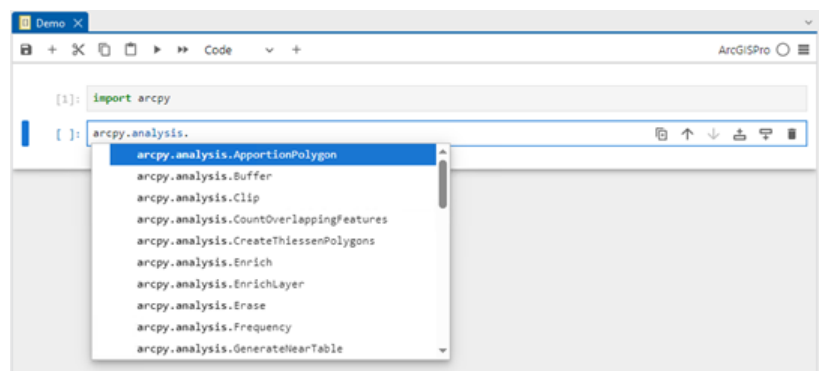 Demo
Code
ArcGISPro
[1]: import arcpy
[ ]: arcpy.analysis.
arcpy.analysis.ApportionPolygon
arcpy.analysis.Buffer
arcpy.analysis.Clip
arcpy.analysis.CountOverlappingFeatures
arcpy.analysis.CreateThiessenPolygons
arcpy.analysis.Enrich
arcpy.analysis.EnrichLayer
arcpy.analysis.Erase
arcpy.analysis.Frequency
arcpy.analysis.GenerateNearTable